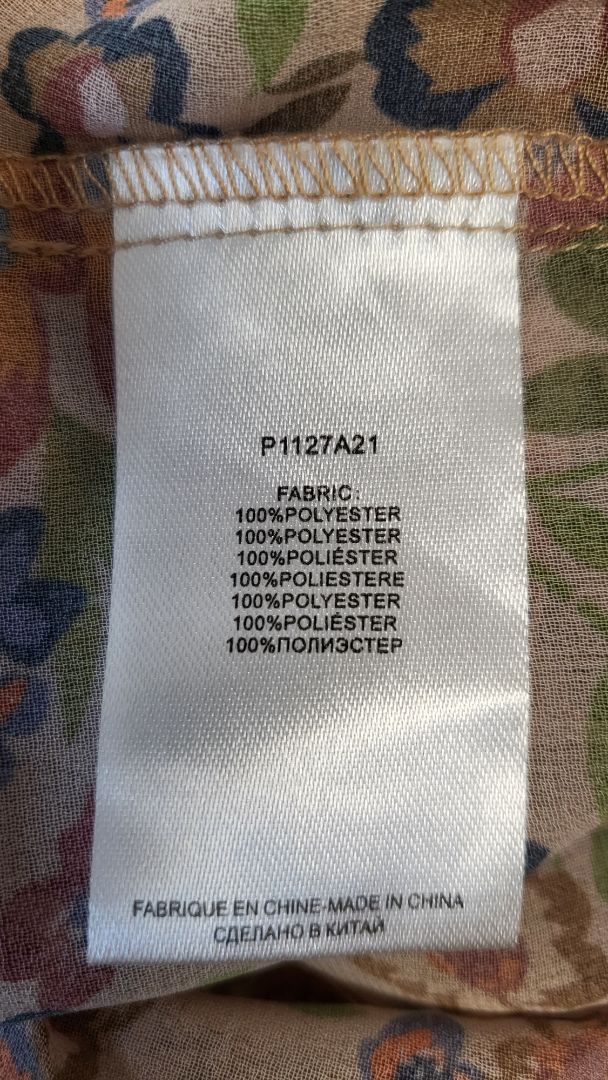 P1127A21
FABRIC:
100%POLYESTER
100%POLYESTER
100%POLIÉSTER
100%POLIESTERE
100%POLYESTER
100%POLIÉSTER
100%ПОЛИЭСТЕР
FABRIQUE EN CHINE-MADE IN CHINA
СДЕЛАНО В КИТАЙ